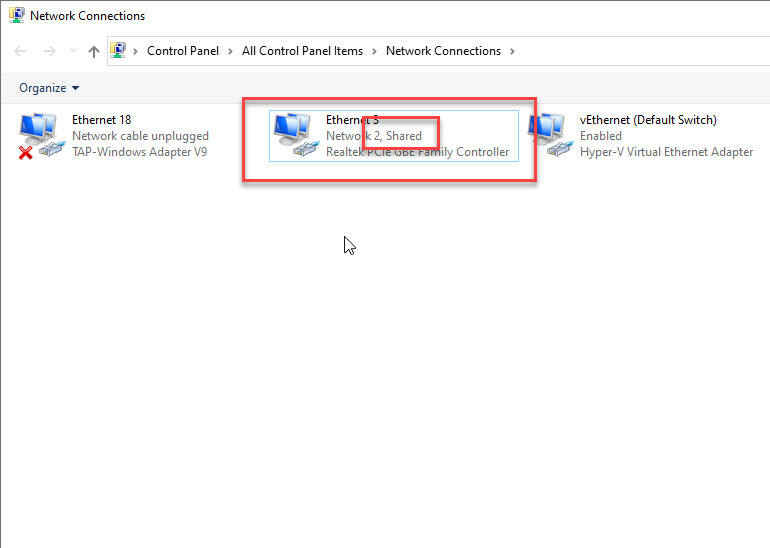 Network Connections
Control Panel > All Control Panel Items > Network Connections >
Organize
Ethernet 18
Network cable unplugged
TAP-Windows Adapter V9
Ethernet 3
Network 2, Shared
Realtek PCIe GBE Family Controller
vEthernet (Default Switch)
Enabled
Hyper-V Virtual Ethernet Adapter